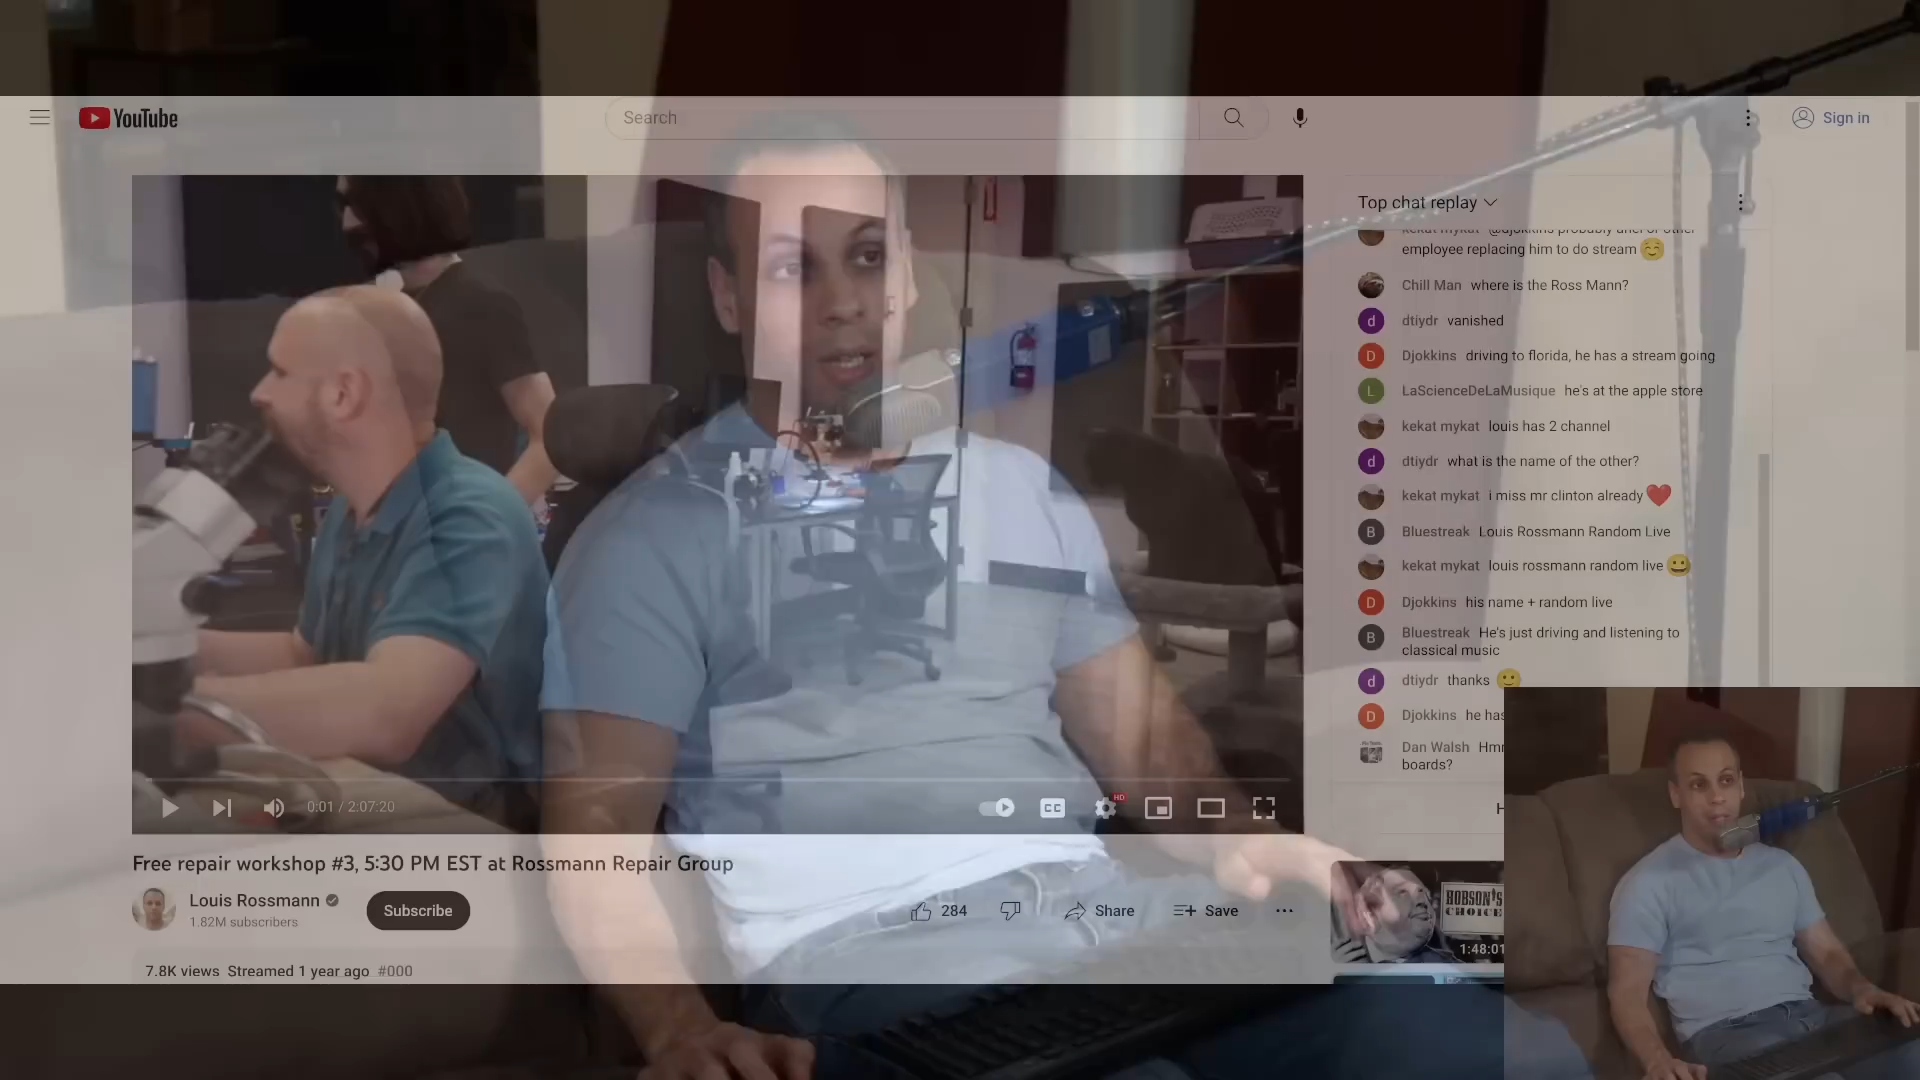 YouTube
Search
Sign in
Top chat replay
employee replacing him to do stream
Chill Man where is the Ross Mann?
dtiydr vanished
Djokkins driving to florida, he has a stream going
LaScienceDeLaMusique he's at the apple store
kekat mykat louis has 2 channel
dtiydr what is the name of the other?
kekat mykat i miss mr clinton already
Bluestreak Louis Rossmann Random Live
kekat mykat louis rossmann random live
Djokkins his name + random live
Bluestreak He's just driving and listening to
classical music
dtiydr thanks
Djokkins he has
Dan Walsh
boards?
0:01 / 2:07:20
CC
HD
Free repair workshop #3, 5:30 PM EST at Rossmann Repair Group
Louis Rossmann
1.82M subscribers
Subscribe
284
Share
Save
HOBSON'S
CHOICE
1:48:01
7.8K views Streamed 1 year ago #000